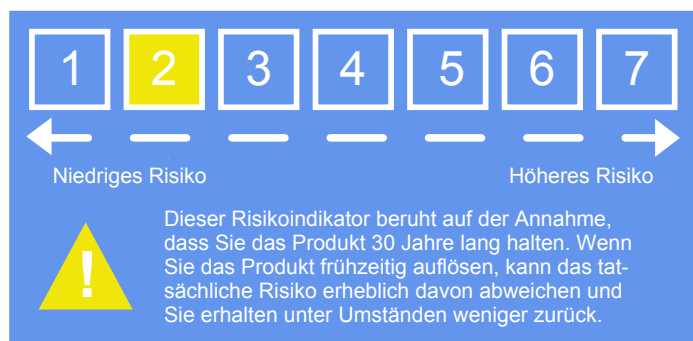 1 2 3 4 5 6 7
Niedriges Risiko Höheres Risiko
!
Dieser Risikoindikator beruht auf der Annahme,
dass Sie das Produkt 30 Jahre lang halten. Wenn
Sie das Produkt frühzeitig auflösen, kann das tat-
sächliche Risiko erheblich davon abweichen und
Sie erhalten unter Umständen weniger zurück.